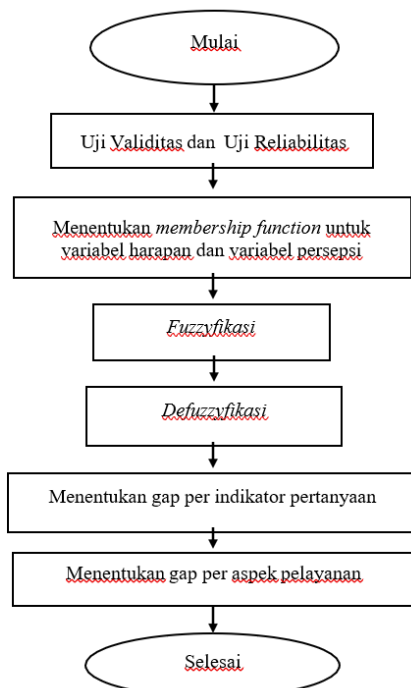 Mulai
Uji Validitas dan Uji Reliabilitas
Menentukan membership function untuk
variabel harapan dan variabel persepsi
Fuzzyfikasi
Defuzzyfikasi
Menentukan gap per indikator pertanyaan
Menentukan gap per aspek pelayanan
Selesai